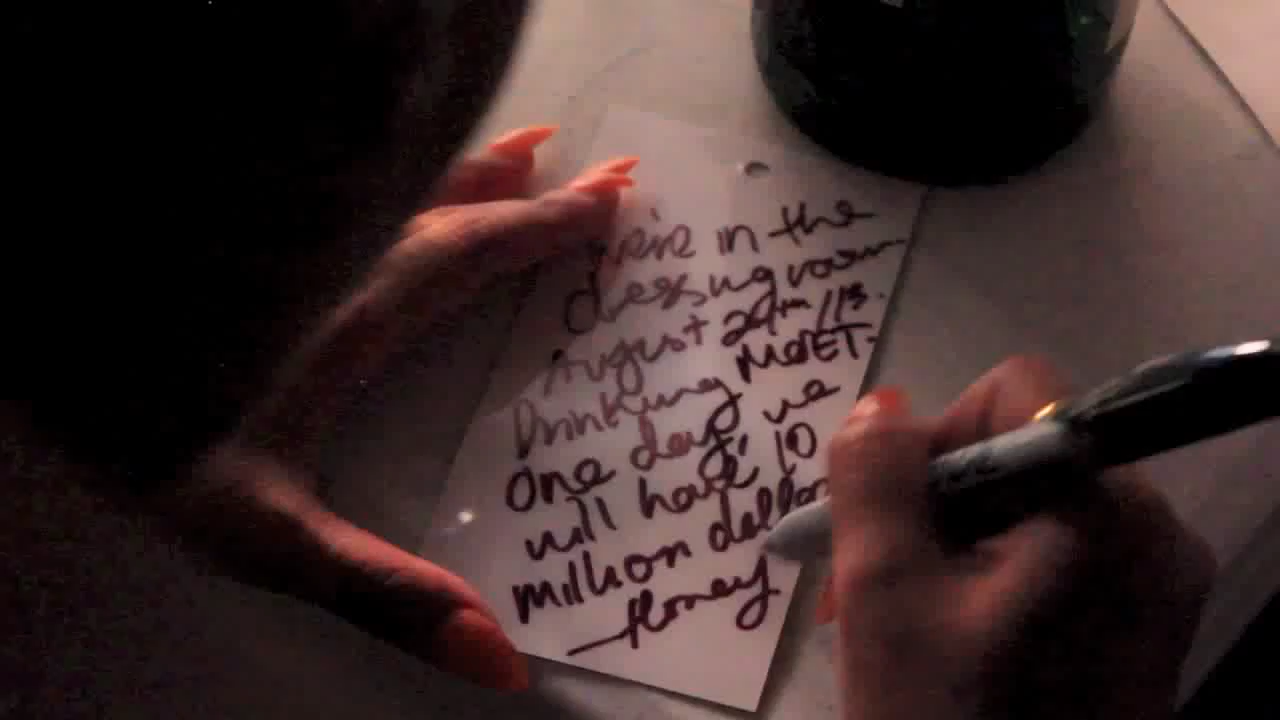 in the
dressing room
August 29th/13.
Drinking MOET.
one day we
will have 10
million dollars
—Honey